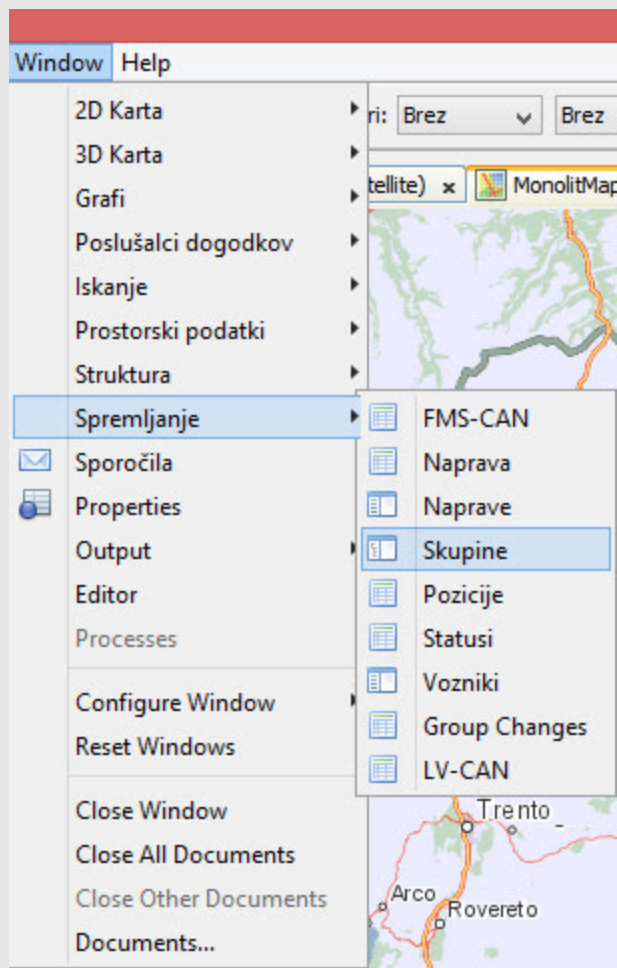 Window Help
2D Karta
ri: Brez Brez
3D Karta
Grafi
tellite) x MonolitMap
Poslušalci dogodkov
Iskanje
Prostorski podatki
Struktura
Spremljanje
Sporočila
Properties
Output
Editor
Processes
Configure Window
Reset Windows
Close Window
Close All Documents
Close Other Documents
Documents...
FMS-CAN
Naprava
Naprave
Skupine
Pozicije
Statusi
Vozniki
Group Changes
LV-CAN
Trento
Arco
Rovereto